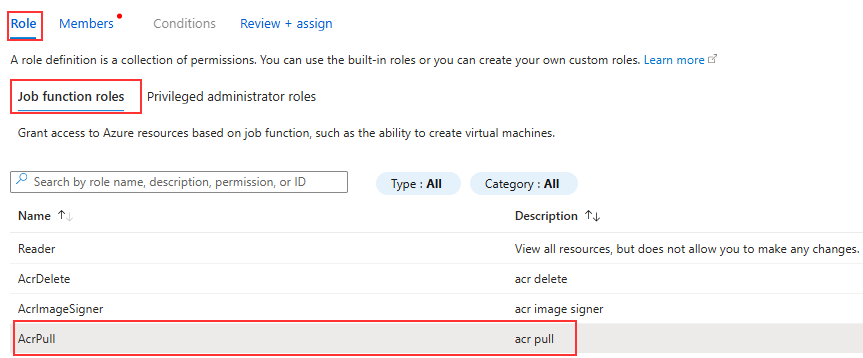 Role Members Conditions Review + assign
A role definition is a collection of permissions. You can use the built-in roles or you can create your own custom roles. Learn more
Job function roles Privileged administrator roles
Grant access to Azure resources based on job function, such as the ability to create virtual machines.
Search by role name, description, permission, or ID Type : All Category : All
Name ↑↓ Description ↑↓
Reader View all resources, but does not allow you to make any changes.
AcrDelete acr delete
AcrImageSigner acr image signer
AcrPull acr pull